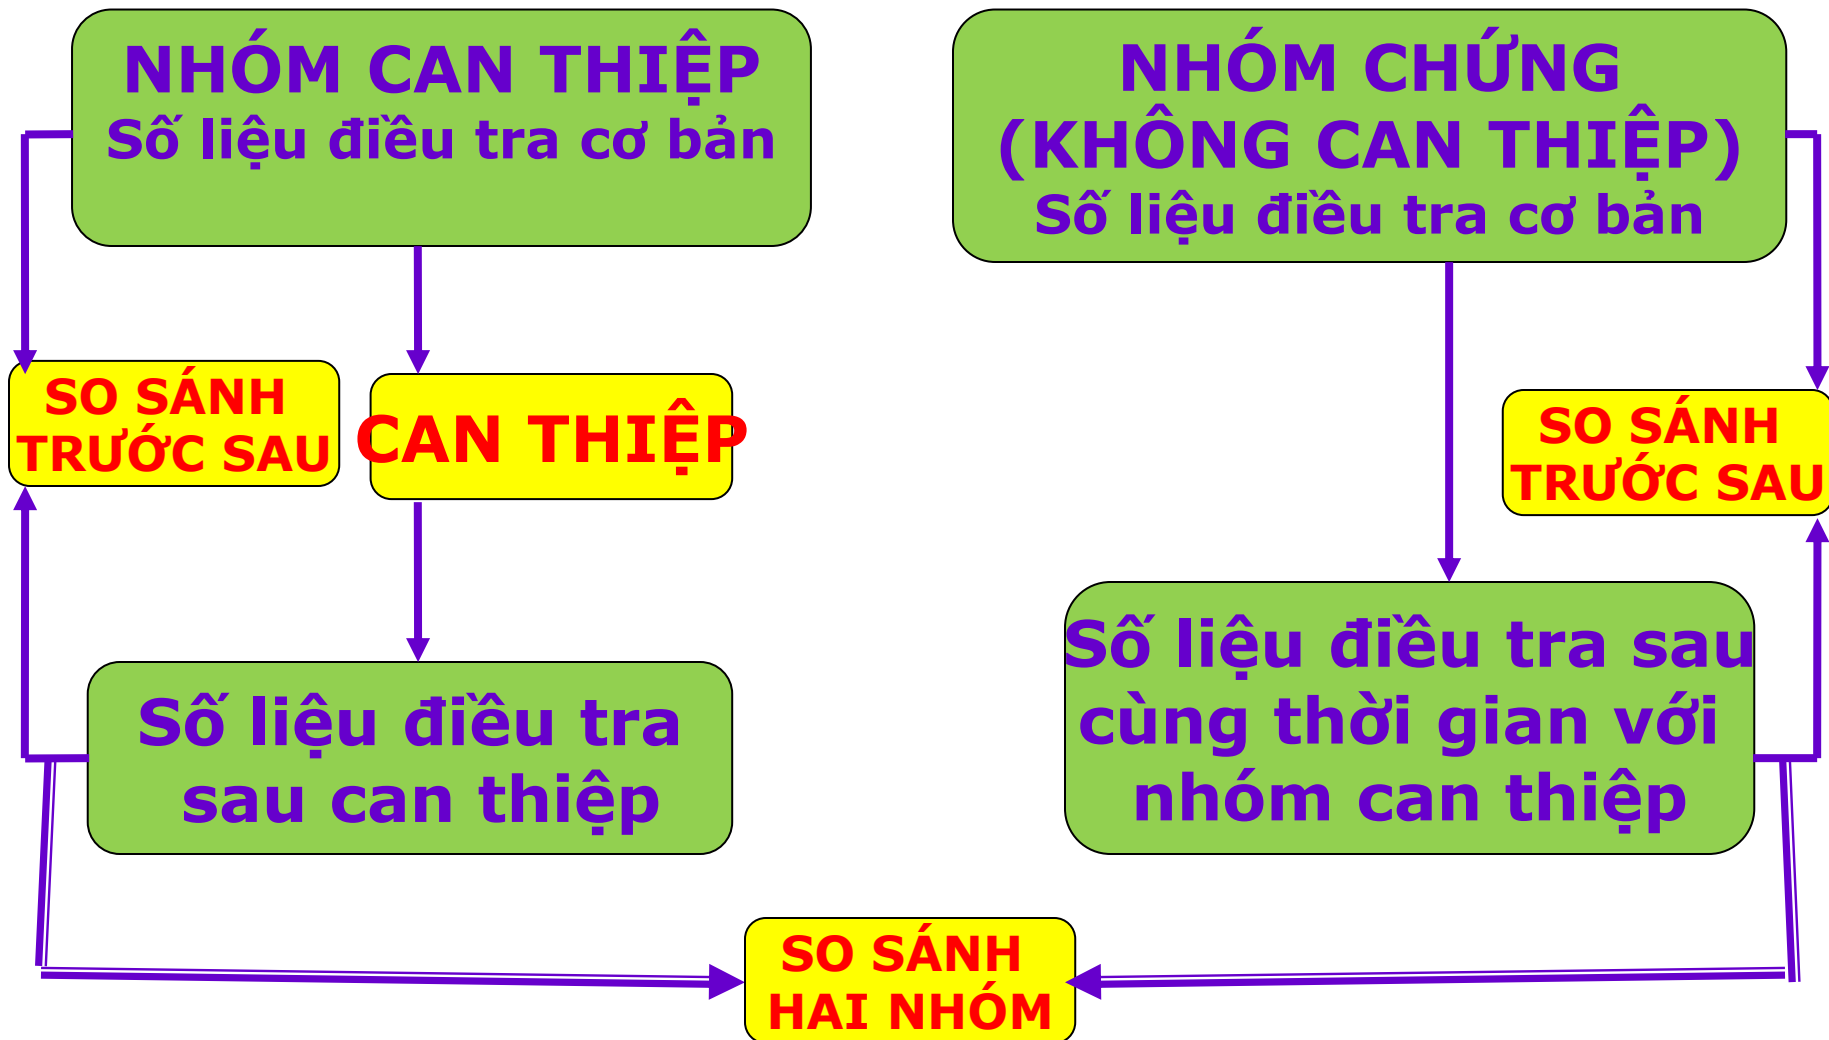 NHÓM CAN THIỆP
Số liệu điều tra cơ bản
NHÓM CHỨNG
(KHÔNG CAN THIỆP)
Số liệu điều tra cơ bản
SO SÁNH
TRƯỚC SAU
CAN THIỆP
SO SÁNH
TRƯỚC SAU
Số liệu điều tra
sau can thiệp
Số liệu điều tra sau
cùng thời gian với
nhóm can thiệp
SO SÁNH
HAI NHÓM